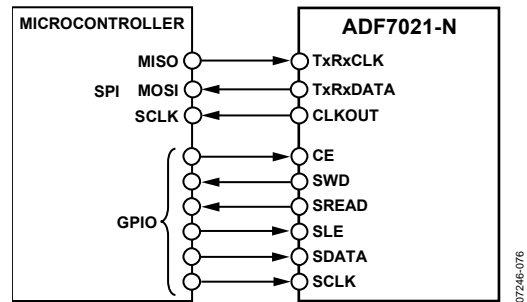 MICROCONTROLLER ADF7021-N
MISO TxRxCLK
SPI MOSI TxRxDATA
SCLK CLKOUT
CE
SWD
SREAD
GPIO
SLE
SDATA
SCLK
07246-076